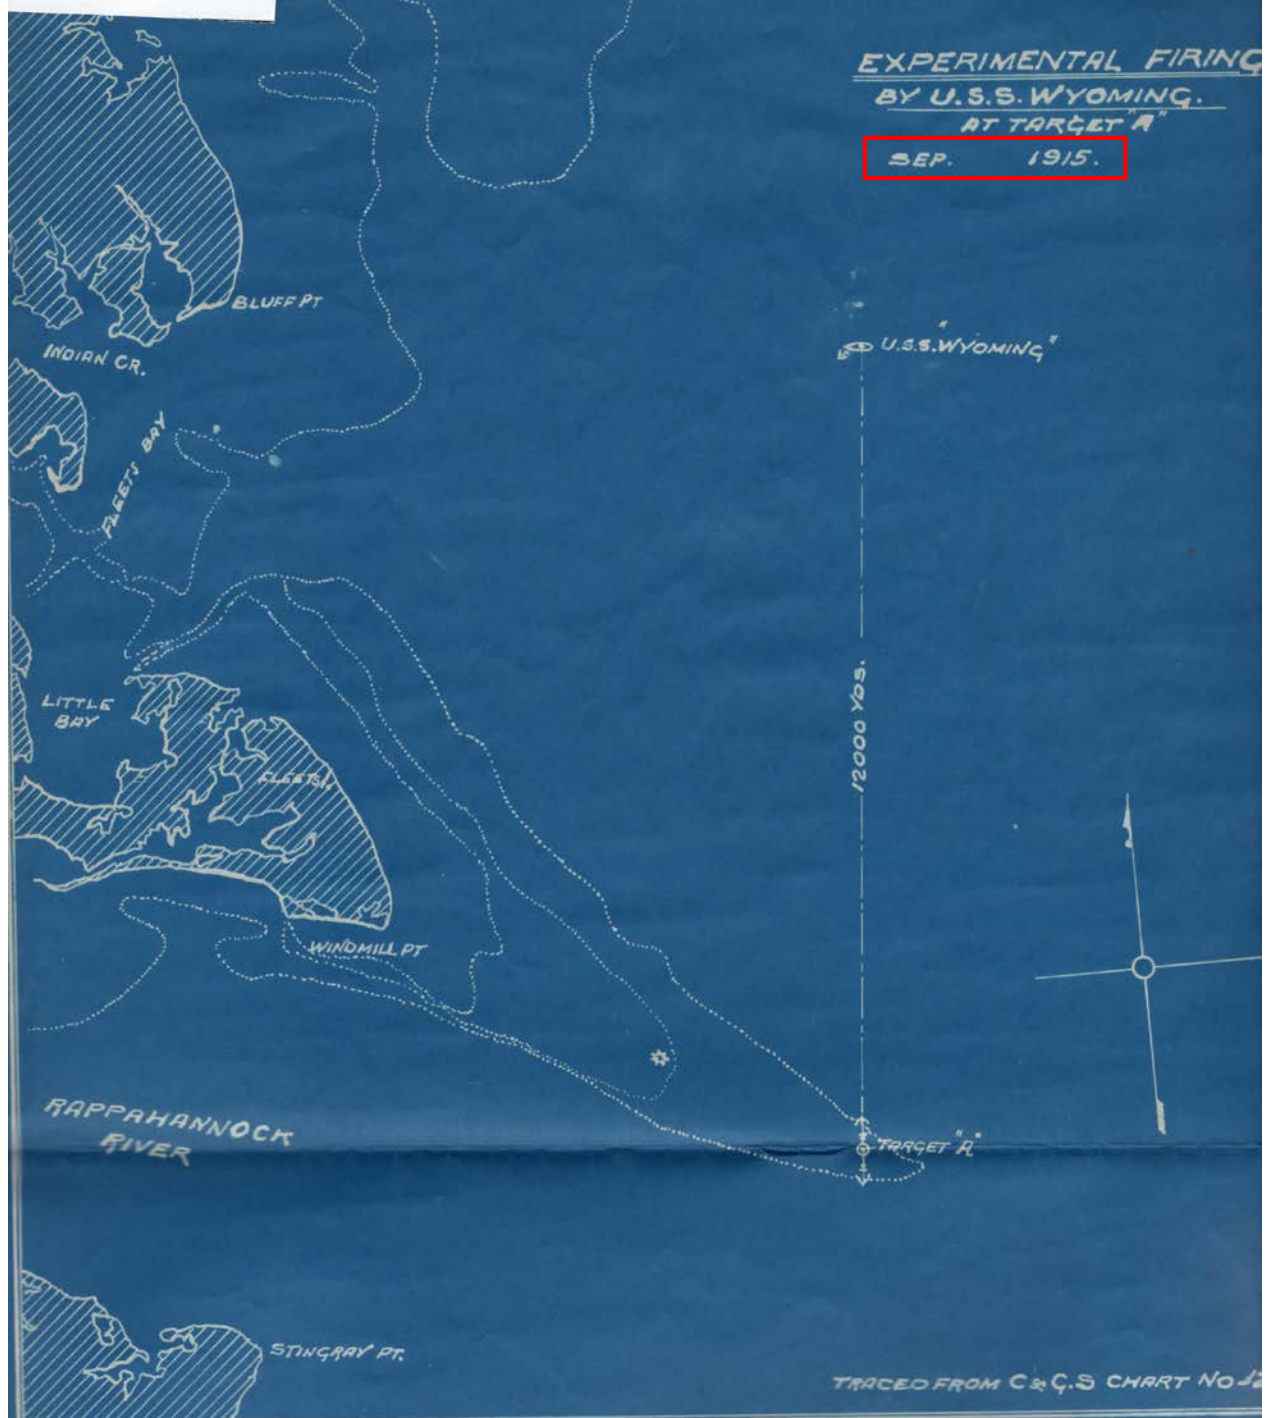 EXPERIMENTAL FIRING
BY U.S.S. WYOMING.
AT TARGET "A"
SEP. 1915.
BLUFF PT
INDIAN CR.
U.S.S. "WYOMING"
FLEETS BAY
12000 YDS.
LITTLE
BAY
FLEETS I.
WINDMILL PT
RAPPAHANNOCK
RIVER
TARGET "A"
STINGRAY PT.
TRACED FROM C & G.S CHART NO